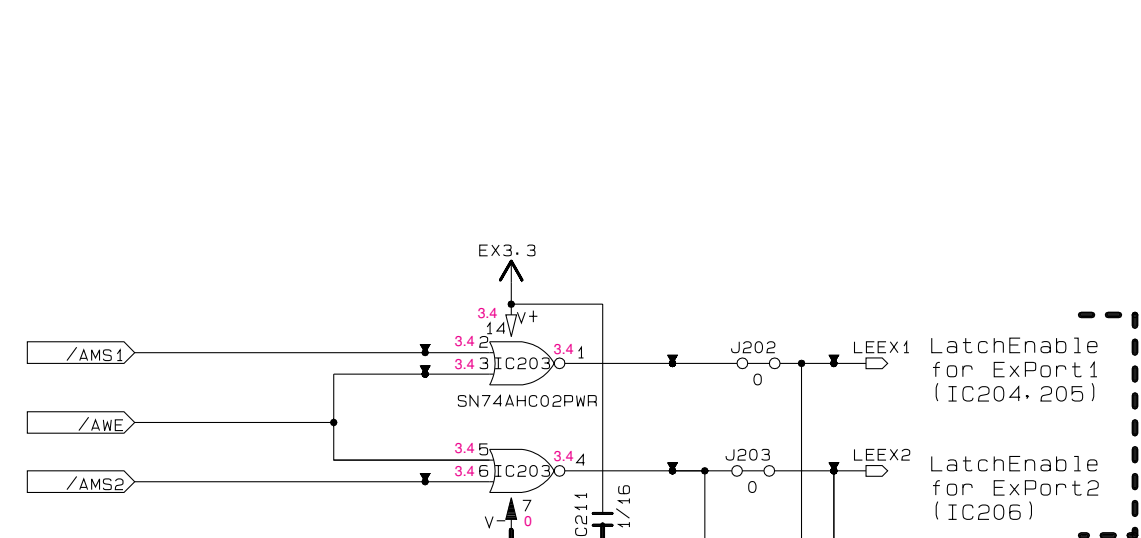 EX3.3
3.4
14 V+
/AMS1
3.4 2
3.4 3
IC203
3.4 1
SN74AHC02PWR
J202
0
LEEX1
LatchEnable
for ExPort1
(IC204,205)
/AWE
/AMS2
3.4 5
3.4 6
IC203
3.4 4
7
V-
0
C211
1/16
J203
0
LEEX2
LatchEnable
for ExPort2
(IC206)